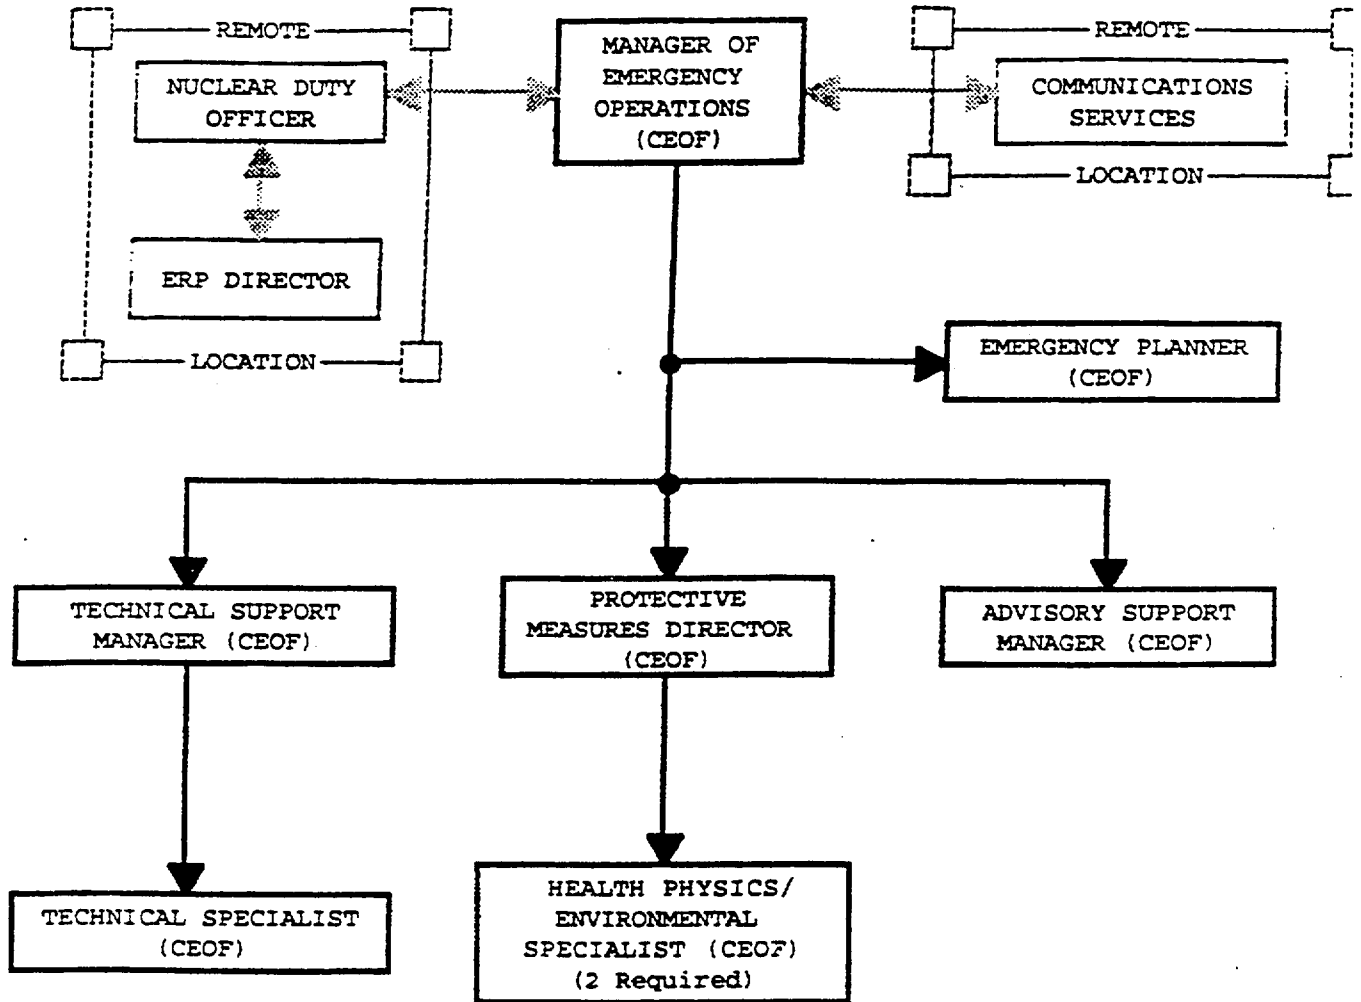 REMOTE
NUCLEAR DUTY
OFFICER
ERP DIRECTOR
LOCATION
MANAGER OF
EMERGENCY
OPERATIONS
(CEOF)
REMOTE
COMMUNICATIONS
SERVICES
LOCATION
EMERGENCY PLANNER
(CEOF)
TECHNICAL SUPPORT
MANAGER (CEOF)
PROTECTIVE
MEASURES DIRECTOR
(CEOF)
ADVISORY SUPPORT
MANAGER (CEOF)
TECHNICAL SPECIALIST
(CEOF)
HEALTH PHYSICS/
ENVIRONMENTAL
SPECIALIST (CEOF)
(2 Required)